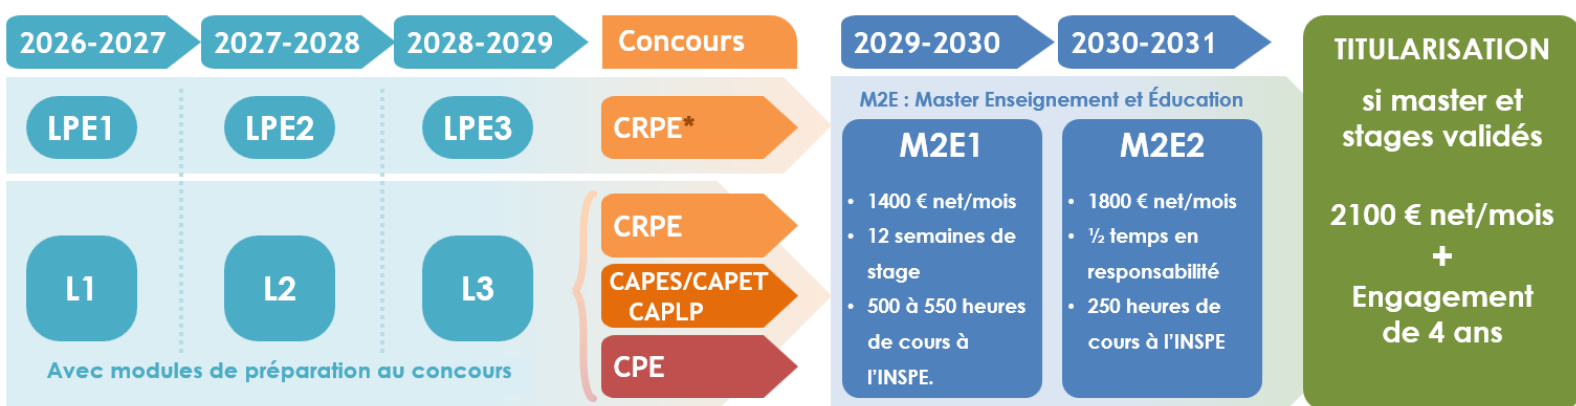 2026-2027
2027-2028
2028-2029
Concours
2029-2030
2030-2031
LPE1
LPE2
LPE3
CRPE*
L1
L2
L3
Avec modules de préparation au concours
CRPE
CAPES/CAPET
CAPLP
CPE
M2E : Master Enseignement et Éducation
M2E1
• 1400 € net/mois
• 12 semaines de
stage
• 500 à 550 heures
de cours à
l'INSPE.
M2E2
• 1800 € net/mois
• ½ temps en
responsabilité
• 250 heures de
cours à l'INSPE
TITULARISATION
si master et
stages validés
2100 € net/mois
+
Engagement
de 4 ans